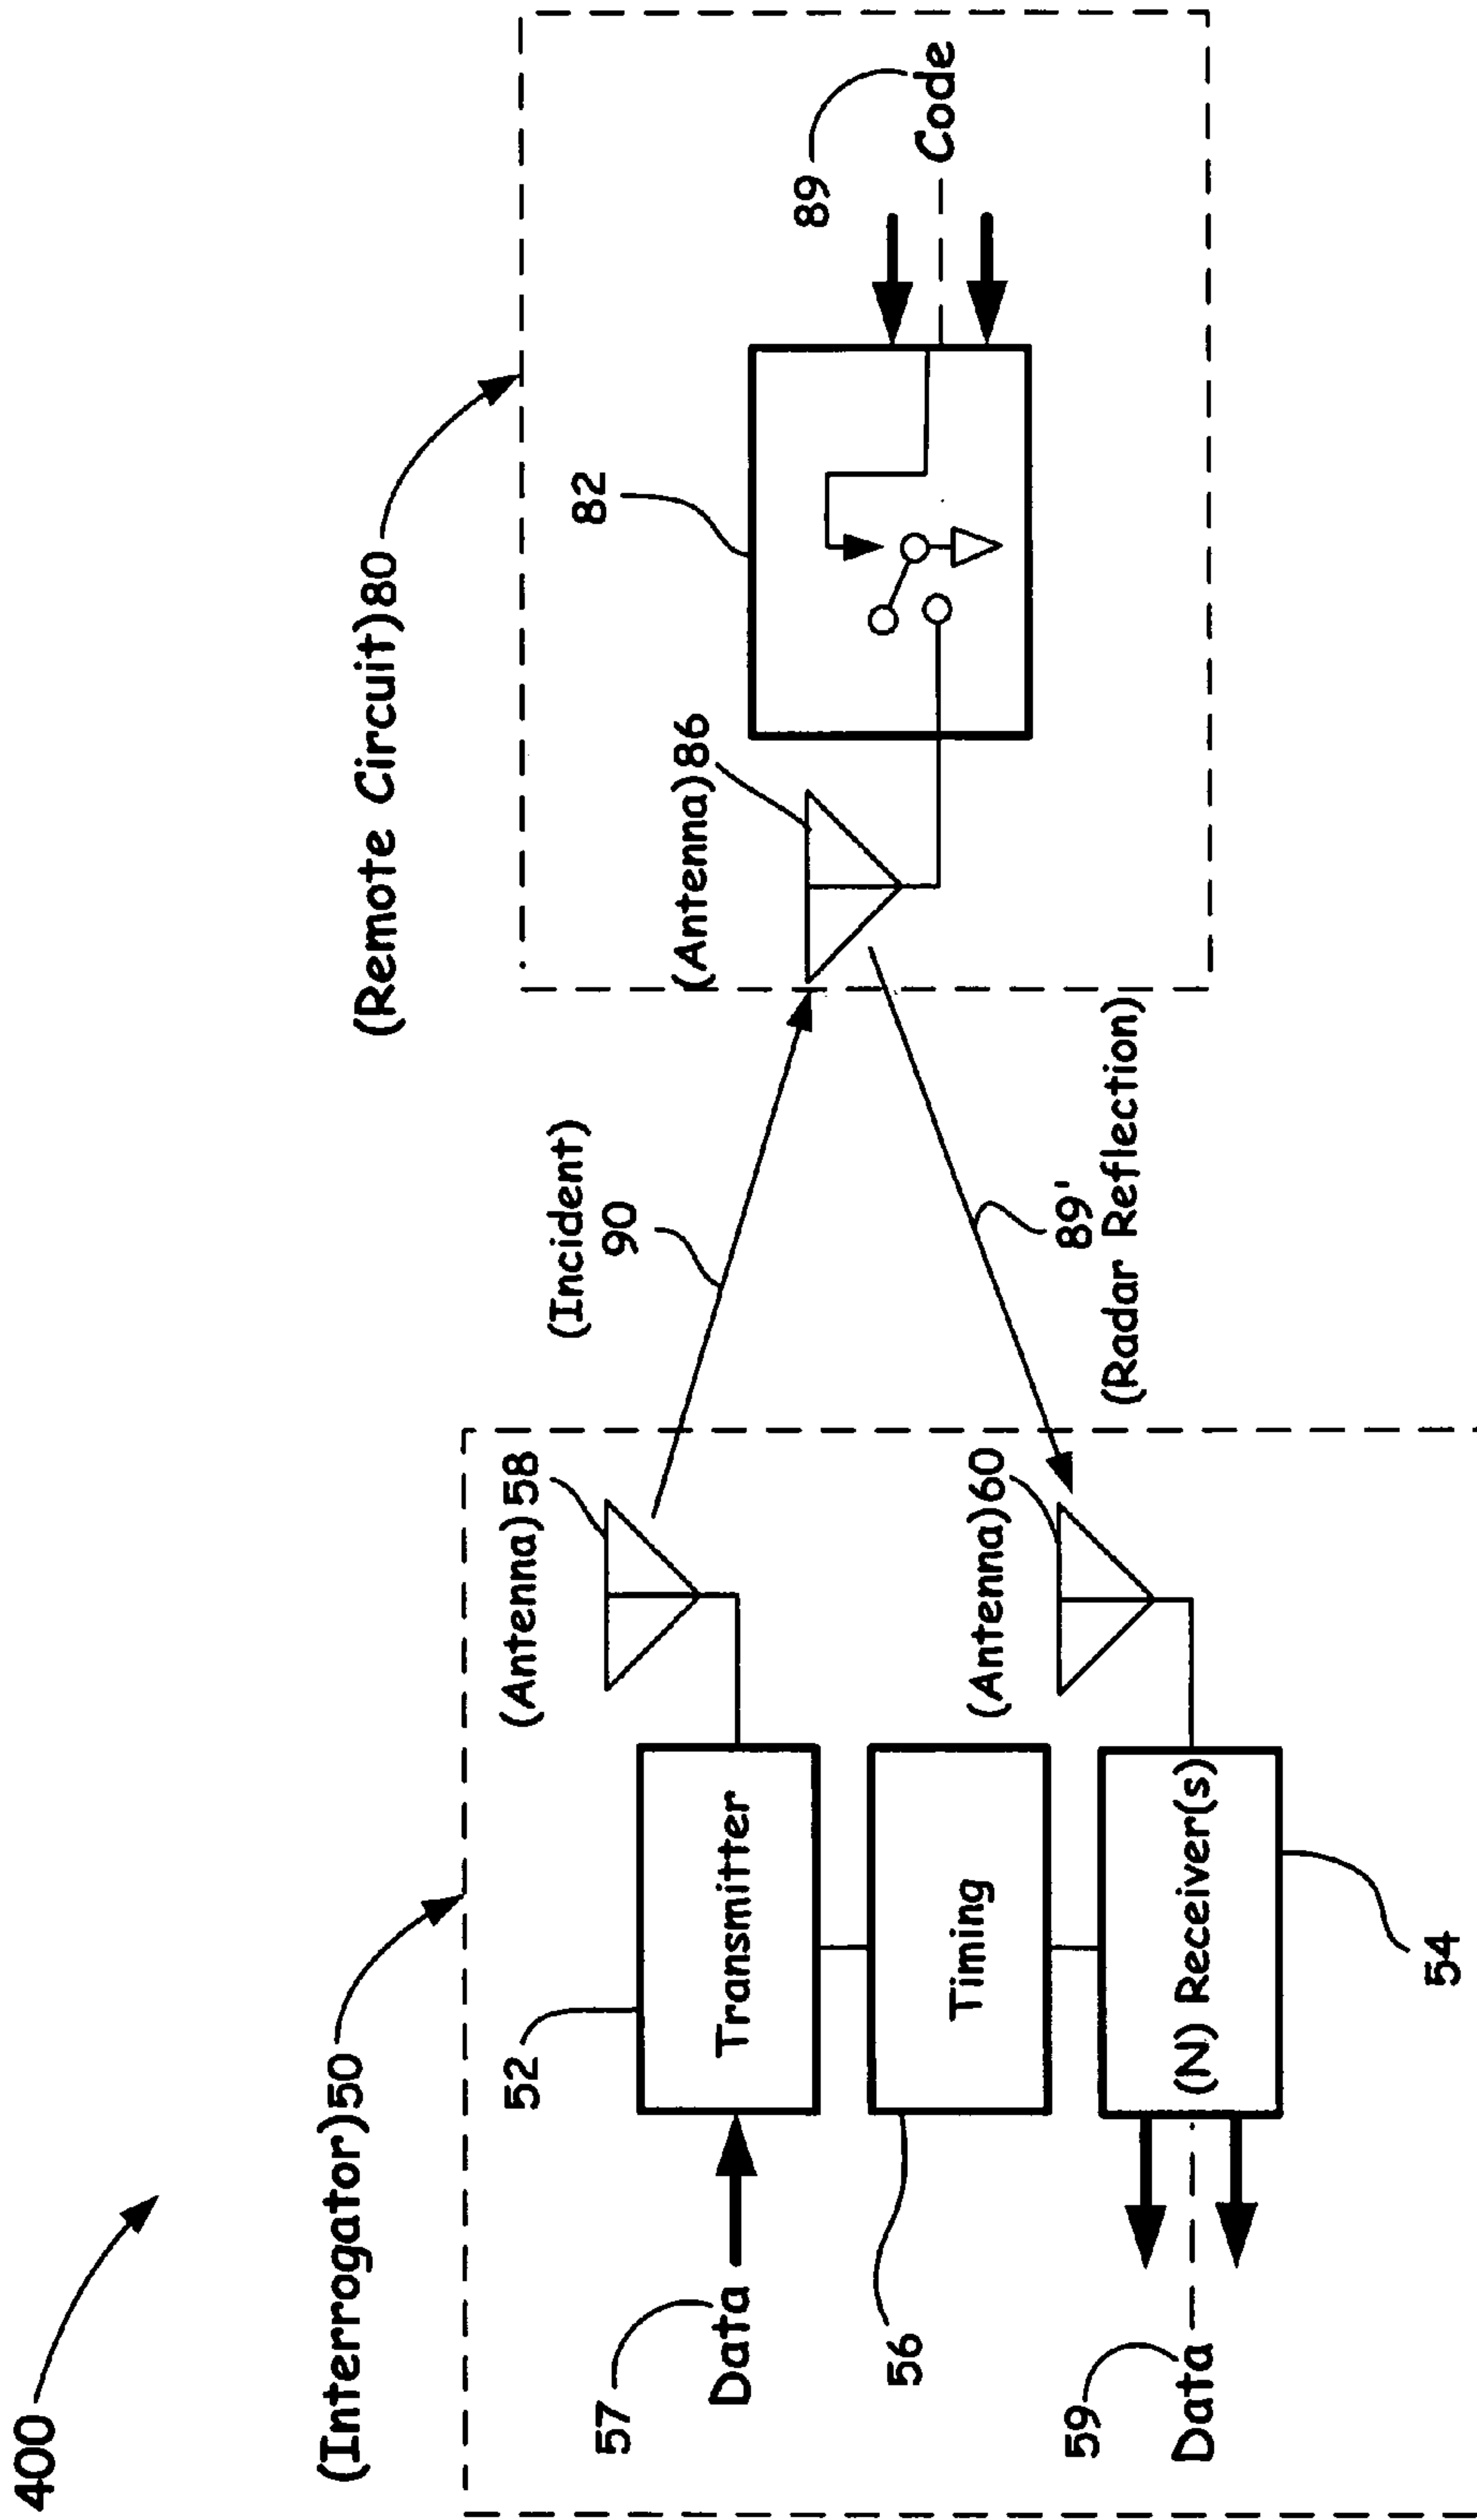 400
(Interrogator)50
(Remote Circuit)80
57
Data
52
Transmitter
(Antenna)58
(Incident)
90
(Antenna)86
82
89
Code
56
Timing
59
Data
(N) Receiver(s)
54
(Antenna)60
89'
(Radar Reflection)